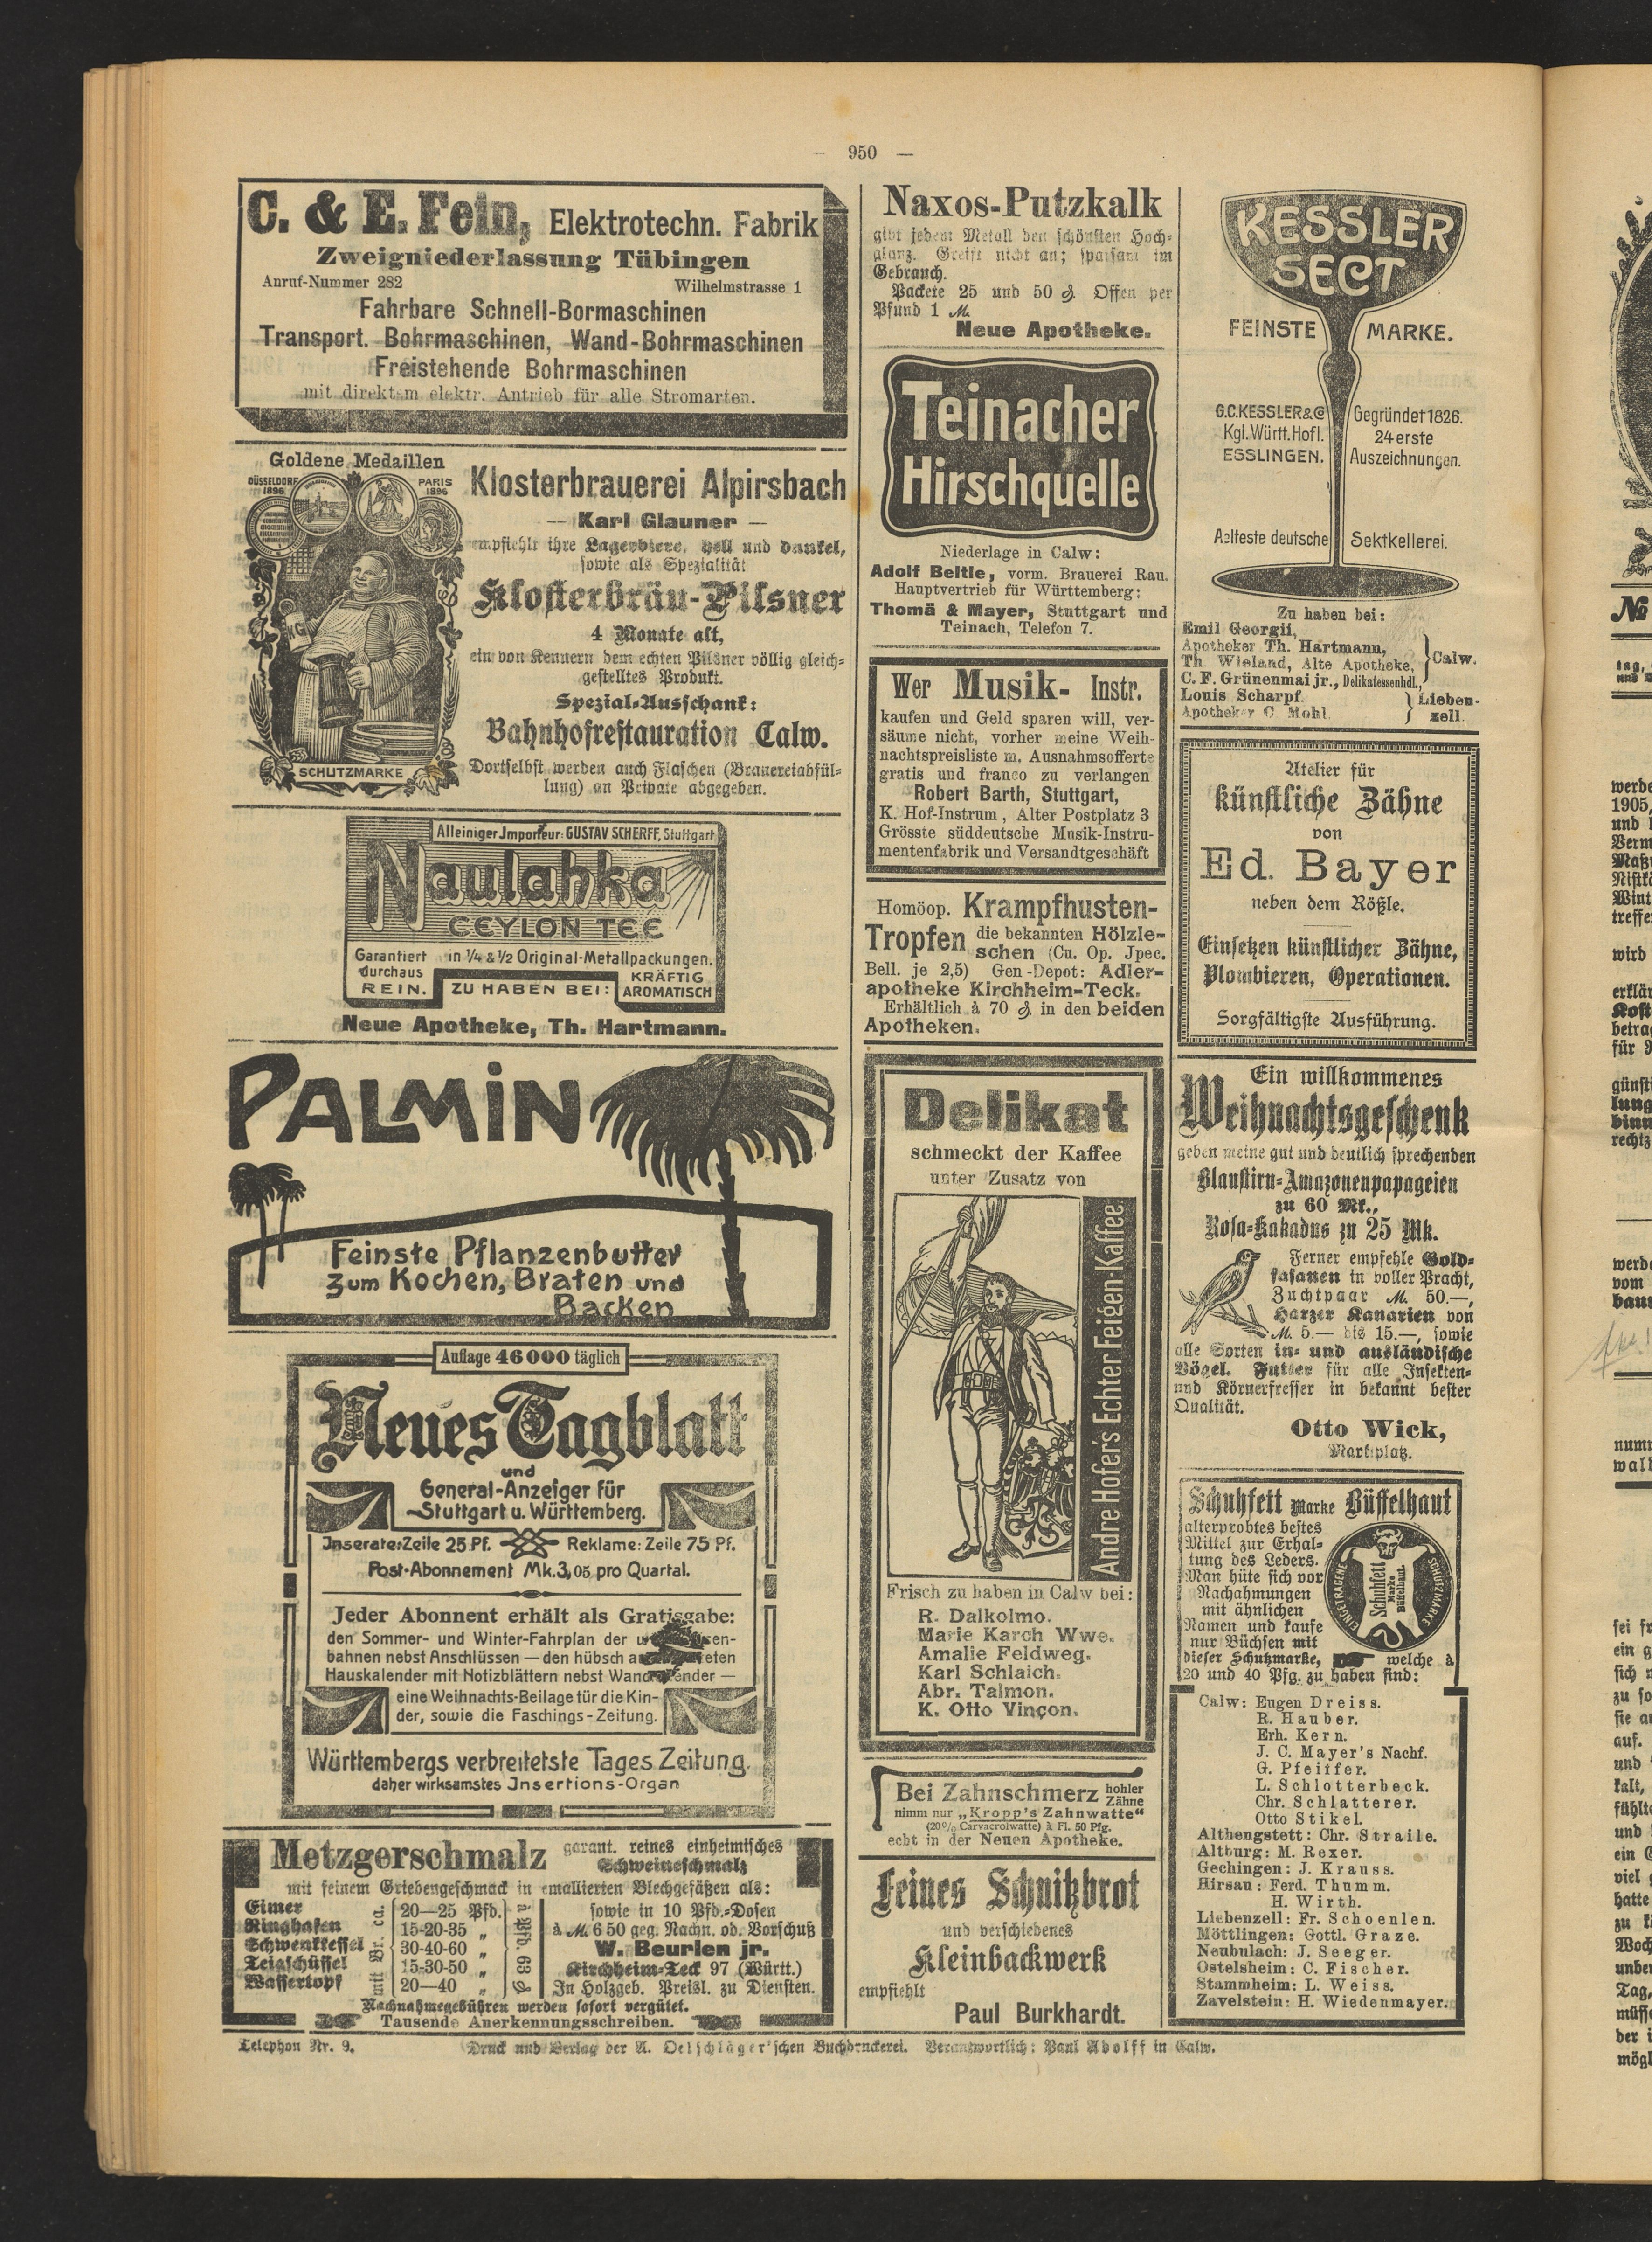 — 950 —
C. & E. Fein, Elektrotechn. Fabrik
Zweigniederlassung Tübingen
Anruf-Nummer 282 Wilhelmstrasse 1
Fahrbare Schnell-Bormaschinen
Transport. Bohrmaschinen, Wand-Bohrmaschinen
Freistehende Bohrmaschinen
mit direktem elektr. Antrieb für alle Stromarten.
Goldene Medaillen
DÜSSELDORF 1896
PARIS 1896
KG
SCHUTZMARKE
Klosterbrauerei Alpirsbach
— Karl Glauner —
empfiehlt ihre Lagerbiere, hell und dunkel,
sowie als Spezialität
Klosterbräu-Pilsner
4 Monate alt,
ein von Kennern dem echten Pilsner völlig gleich-
gestelltes Produkt.
Spezial-Ausschank:
Bahnhofrestauration Calw.
Dortselbst werden auch Flaschen (Brauereiabfül-
lung) an Private abgegeben.
Alleiniger Importeur: GUSTAV SCHERFF, Stuttgart
Naulahka
CEYLON TEE
Garantiert durchaus REIN.
in 1/4 & 1/2 Original-Metallpackungen.
ZU HABEN BEI:
KRÄFTIG AROMATISCH
Neue Apotheke, Th. Hartmann.
PALMIN
Feinste Pflanzenbutter
zum Kochen, Braten und
Backen
Auflage 46000 täglich
Neues Tagblatt
und
General-Anzeiger für
Stuttgart u. Württemberg.
Inserate: Zeile 25 Pf. Reklame: Zeile 75 Pf.
Post-Abonnement Mk. 3,05 pro Quartal.
Jeder Abonnent erhält als Gratisgabe:
den Sommer- und Winter-Fahrplan der
bahnen nebst Anschlüssen — den hübsch
Hauskalender mit Notizblättern nebst
eine Weihnachts-Beilage für die Kin-
der, sowie die Faschings-Zeitung.
Württembergs verbreitetste Tages Zeitung.
daher wirksamstes Insertions-Organ
Metzgerschmalz garant. reines einheimisches
Schweineschmalz
mit feinem Griebengeschmack in emallierten Blechgefäßen als:
Eimer 20—25 Pfd.
Ringhafen 15-20-35 „
Schwenkkessel 30-40-60 „
Teigschüssel 15-30-50 „
Wassertopf 20—40 „
mit Br. ca.
à Pfd. 63 ₰
sowie in 10 Pfd.-Dosen
à M. 6 50 geg. Nachn. od. Vorschuß
W. Beurlen jr.
Kirchheim-Teck 97 (Württ.)
In Holzgeb. Preisl. zu Diensten.
Nachnahmegebühren werden sofort vergütet.
Tausende Anerkennungsschreiben.
Naxos-Putzkalk
gibt jedem Metall den schönsten Hoch-
glanz. Greift nicht an; sparsam im
Gebrauch.
Packete 25 und 50 ₰. Offen per
Pfund 1 M.
Neue Apotheke.
Teinacher
Hirschquelle
Niederlage in Calw:
Adolf Beltle, vorm. Brauerei Rau.
Hauptvertrieb für Württemberg:
Thomä & Mayer, Stuttgart und
Teinach, Telefon 7.
Wer Musik- Instr.
kaufen und Geld sparen will, ver-
säume nicht, vorher meine Weih-
nachtspreisliste m. Ausnahmsofferte
gratis und franco zu verlangen
Robert Barth, Stuttgart,
K. Hof-Instrum, Alter Postplatz 3
Grösste süddeutsche Musik-Instru-
mentenfabrik und Versandtgeschäft
Homöop. Krampfhusten-
Tropfen die bekannten Hölzle-
schen (Cu. Op. Jpec.
Bell. je 2,5) Gen-Depot: Adler-
apotheke Kirchheim-Teck.
Erhältlich à 70 ₰. in den beiden
Apotheken.
Delikat
schmeckt der Kaffee
unter Zusatz von
Andre Hofer's Echter Feigen-Kaffee.
Frisch zu haben in Calw bei:
R. Dalkolmo.
Marie Karch Wwe.
Amalie Feldweg.
Karl Schlaich.
Abr. Talmon.
K. Otto Vinçon.
Bei Zahnschmerz hohler Zähne
nimm nur „Kropp's Zahnwatte“
(20% Carvacrolwatte) à Fl. 50 Pfg.
echt in der Neuen Apotheke.
Feines Schnitzbrot
und verschiedenes
Kleinbackwerk
empfiehlt
Paul Burkhardt.
KESSLER
SECT
FEINSTE MARKE.
G.C. KESSLER & Co
Kgl. Württ. Hofl.
ESSLINGEN.
Gegründet 1826.
24 erste
Auszeichnungen.
Aelteste deutsche Sektkellerei.
Zu haben bei:
Emil Georgii,
Apotheker Th. Hartmann,
Th. Wieland, Alte Apotheke,
C. F. Grünenmai jr., Delikatessenhdl.,
Calw.
Louis Scharpf.
Apotheker C. Mohl.
Lieben-
zell.
Atelier für
künstliche Zähne
von
Ed. Bayer
neben dem Rößle.
Einsetzen künstlicher Zähne,
Plombieren, Operationen.
Sorgfältigste Ausführung.
Ein willkommenes
Weihnachtsgeschenk
geben meine gut und deutlich sprechenden
Blaustirn-Amazonenpapageien
zu 60 Mk.,
Rosa-Kakadus zu 25 Mk.
Ferner empfehle Gold-
fasanen in voller Pracht,
Zuchtpaar M. 50.—,
Harzer Kanarien von
M. 5.— bis 15.—, sowie
alle Sorten in- und ausländische
Vögel. Futter für alle Insekten-
und Körnerfresser in bekannt bester
Qualität.
Otto Wick,
Marktplatz.
Schuhfett Marke Büffelhaut
alterprobtes bestes
Mittel zur Erhal-
tung des Leders.
Man hüte sich vor
Nachahmungen
mit ähnlichen
Namen und kaufe
nur Büchsen mit
dieser Schutzmarke, welche à
20 und 40 Pfg. zu haben sind:
EINGETRAGENE SCHUTZMARKE
Schuhfett
Marke
Büffelhaut
Calw: Eugen Dreiss.
R. Hauber.
Erh. Kern.
J. C. Mayer's Nachf.
G. Pfeiffer.
L. Schlotterbeck.
Chr. Schlatterer.
Otto Stikel.
Althengstett: Chr. Straile.
Altburg: M. Rexer.
Gechingen: J. Krauss.
Hirsau: Ferd. Thumm.
H. Wirth.
Liebenzell: Fr. Schoenlen.
Möttlingen: Gottl. Graze.
Neubulach: J. Seeger.
Ostelsheim: C. Fischer.
Stammheim: L. Weiss.
Zavelstein: H. Wiedenmayer.
Telephon Nr. 9. Druck und Verlag der A. Oelschläger'schen Buchdruckerei. Verantwortlich: Paul Adolff in Calw.
№